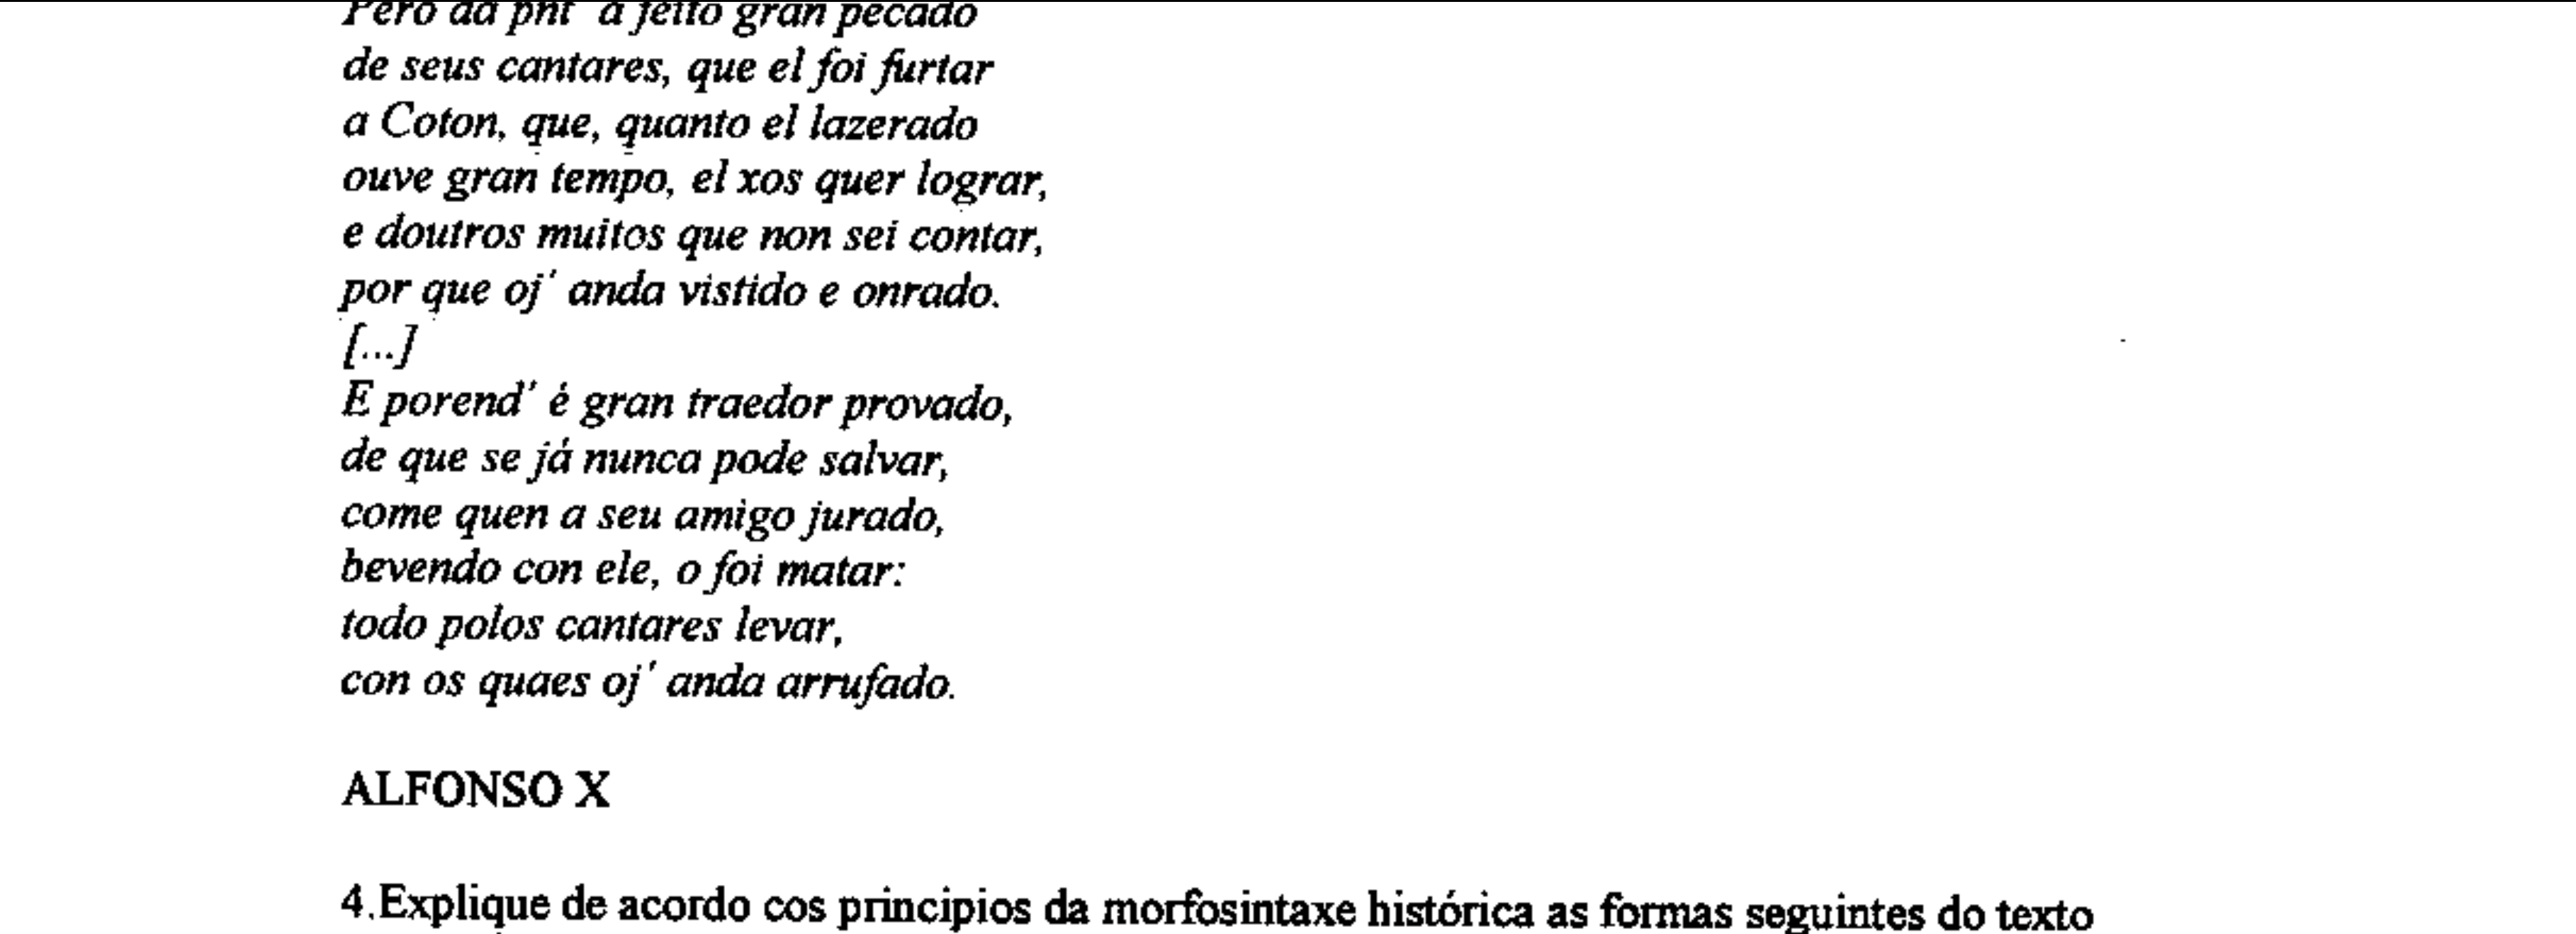 Pero da pnt' á feito gran pecado
de seus cantares, que el foi furtar
a Coton, que, quanto el lazerado
ouve gran tempo, el xos quer lograr,
e doutros muitos que non sei contar,
por que oj' anda vistido e onrado.
[...]
E porend' é gran traedor provado,
de que se já nunca pode salvar,
come quen a seu amigo jurado,
bevendo con ele, o foi matar:
todo polos cantares levar,
con os quaes oj' anda arrufado.
ALFONSO X
4.Explique de acordo cos principios da morfosintaxe histórica as formas seguintes do texto